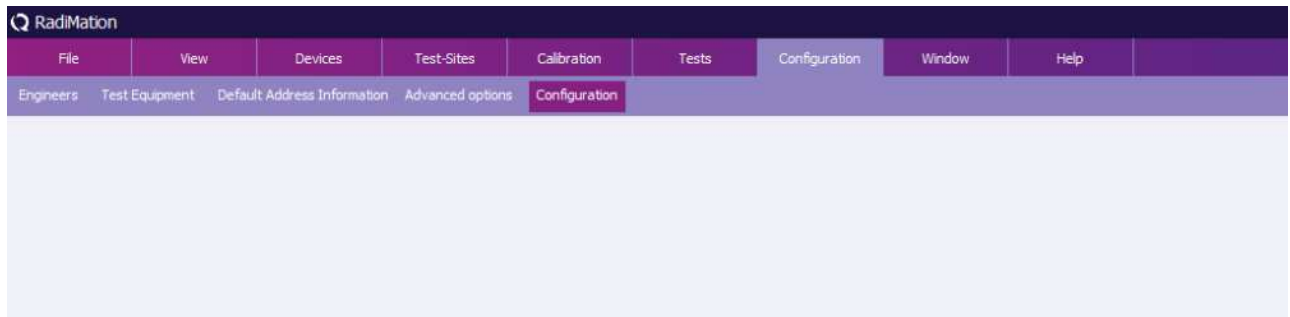 RadiMation
File View Devices Test-Sites Calibration Tests Configuration Window Help
Engineers Test Equipment Default Address Information Advanced options Configuration